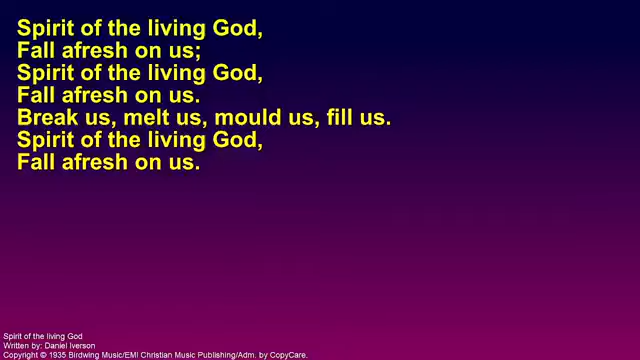 Spirit of the living God,
Fall afresh on us;
Spirit of the living God,
Fall afresh on us.
Break us, melt us, mould us, fill us.
Spirit of the living God,
Fall afresh on us.
Spirit of the living God
Written by: Daniel Iverson
Copyright © 1935 Birdwing Music/EMI Christian Music Publishing/Adm. by CopyCare.